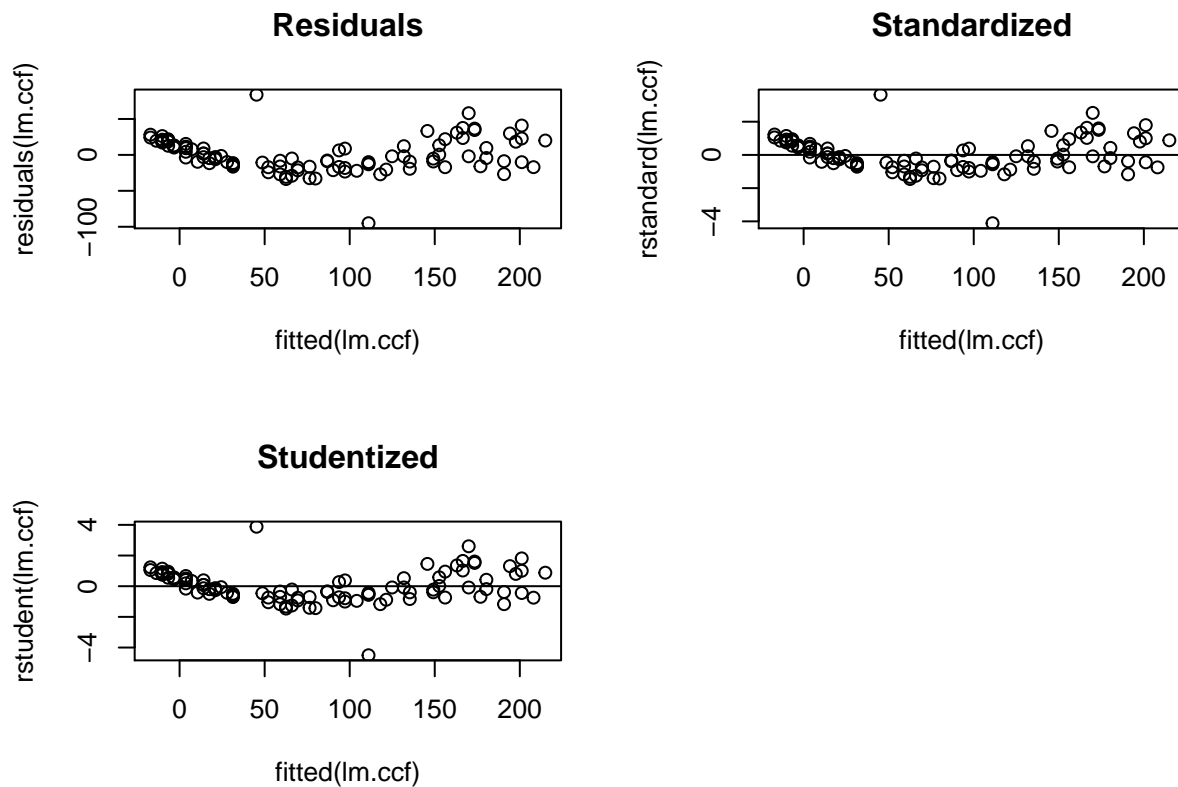 Residuals
residuals(lm.ccf)
0
−100
0 50 100 150 200
fitted(lm.ccf)
Standardized
rstandard(lm.ccf)
0
−4
0 50 100 150 200
fitted(lm.ccf)
Studentized
rstudent(lm.ccf)
4
0
−4
0 50 100 150 200
fitted(lm.ccf)